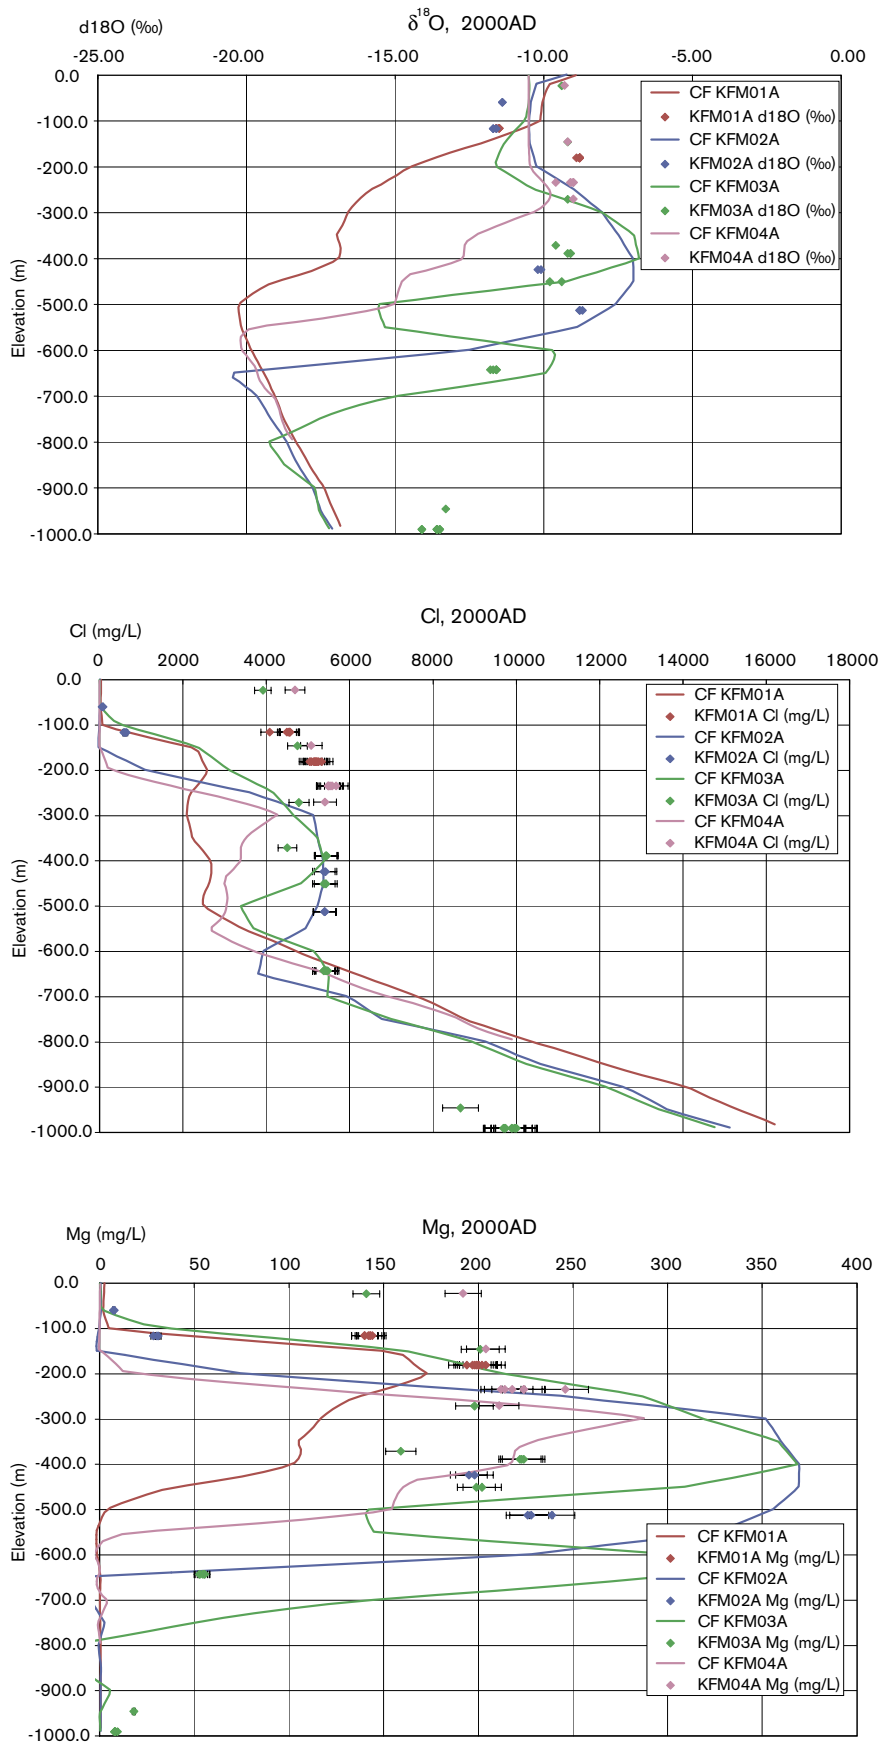 d18O (‰)
δ18O, 2000AD
-25.00 -20.00 -15.00 -10.00 -5.00 0.00
0.0
-100.0
-200.0
-300.0
-400.0
-500.0
-600.0
-700.0
-800.0
-900.0
-1000.0
Elevation (m)
CF KFM01A
KFM01A d18O (‰)
CF KFM02A
KFM02A d18O (‰)
CF KFM03A
KFM03A d18O (‰)
CF KFM04A
KFM04A d18O (‰)
Cl, 2000AD
Cl (mg/L)
0 2000 4000 6000 8000 10000 12000 14000 16000 18000
0.0
-100.0
-200.0
-300.0
-400.0
-500.0
-600.0
-700.0
-800.0
-900.0
-1000.0
Elevation (m)
CF KFM01A
KFM01A Cl (mg/L)
CF KFM02A
KFM02A Cl (mg/L)
CF KFM03A
KFM03A Cl (mg/L)
CF KFM04A
KFM04A Cl (mg/L)
Mg, 2000AD
Mg (mg/L)
0 50 100 150 200 250 300 350 400
0.0
-100.0
-200.0
-300.0
-400.0
-500.0
-600.0
-700.0
-800.0
-900.0
-1000.0
Elevation (m)
CF KFM01A
KFM01A Mg (mg/L)
CF KFM02A
KFM02A Mg (mg/L)
CF KFM03A
KFM03A Mg (mg/L)
CF KFM04A
KFM04A Mg (mg/L)